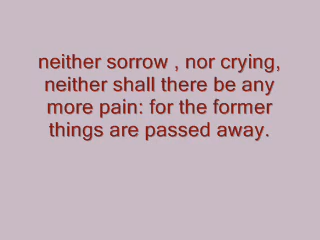 neither sorrow , nor crying,
neither shall there be any
more pain: for the former
things are passed away.